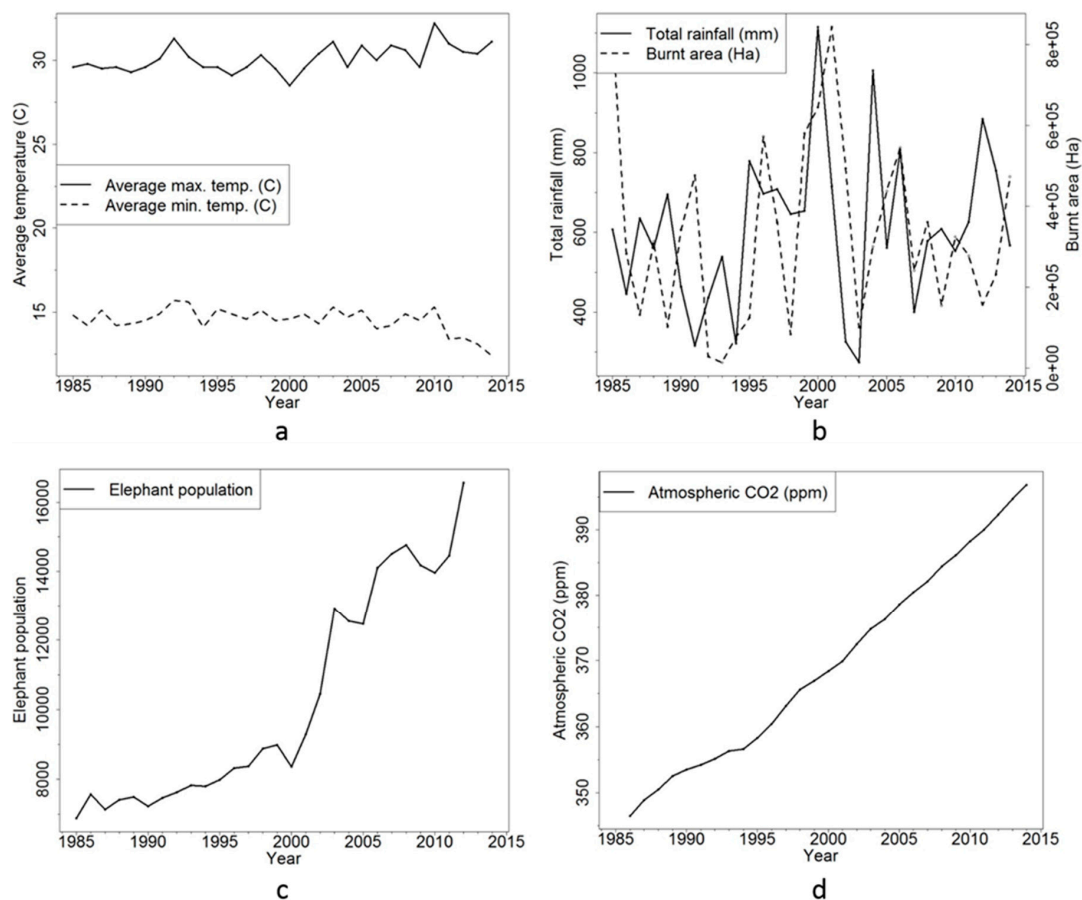 Average temperature (C)
30
25
20
15
Average max. temp. (C)
Average min. temp. (C)
1985 1990 1995 2000 2005 2010 2015
Year
a
Total rainfall (mm)
1000
800
600
400
Total rainfall (mm)
Burnt area (Ha)
8e+05
6e+05
4e+05
2e+05
0e+00
Burnt area (Ha)
1985 1990 1995 2000 2005 2010 2015
Year
b
Elephant population
16000
14000
12000
10000
8000
Elephant population
1985 1990 1995 2000 2005 2010 2015
Year
c
Atmospheric CO2 (ppm)
390
380
370
360
350
Atmospheric CO2 (ppm)
1985 1990 1995 2000 2005 2010 2015
Year
d